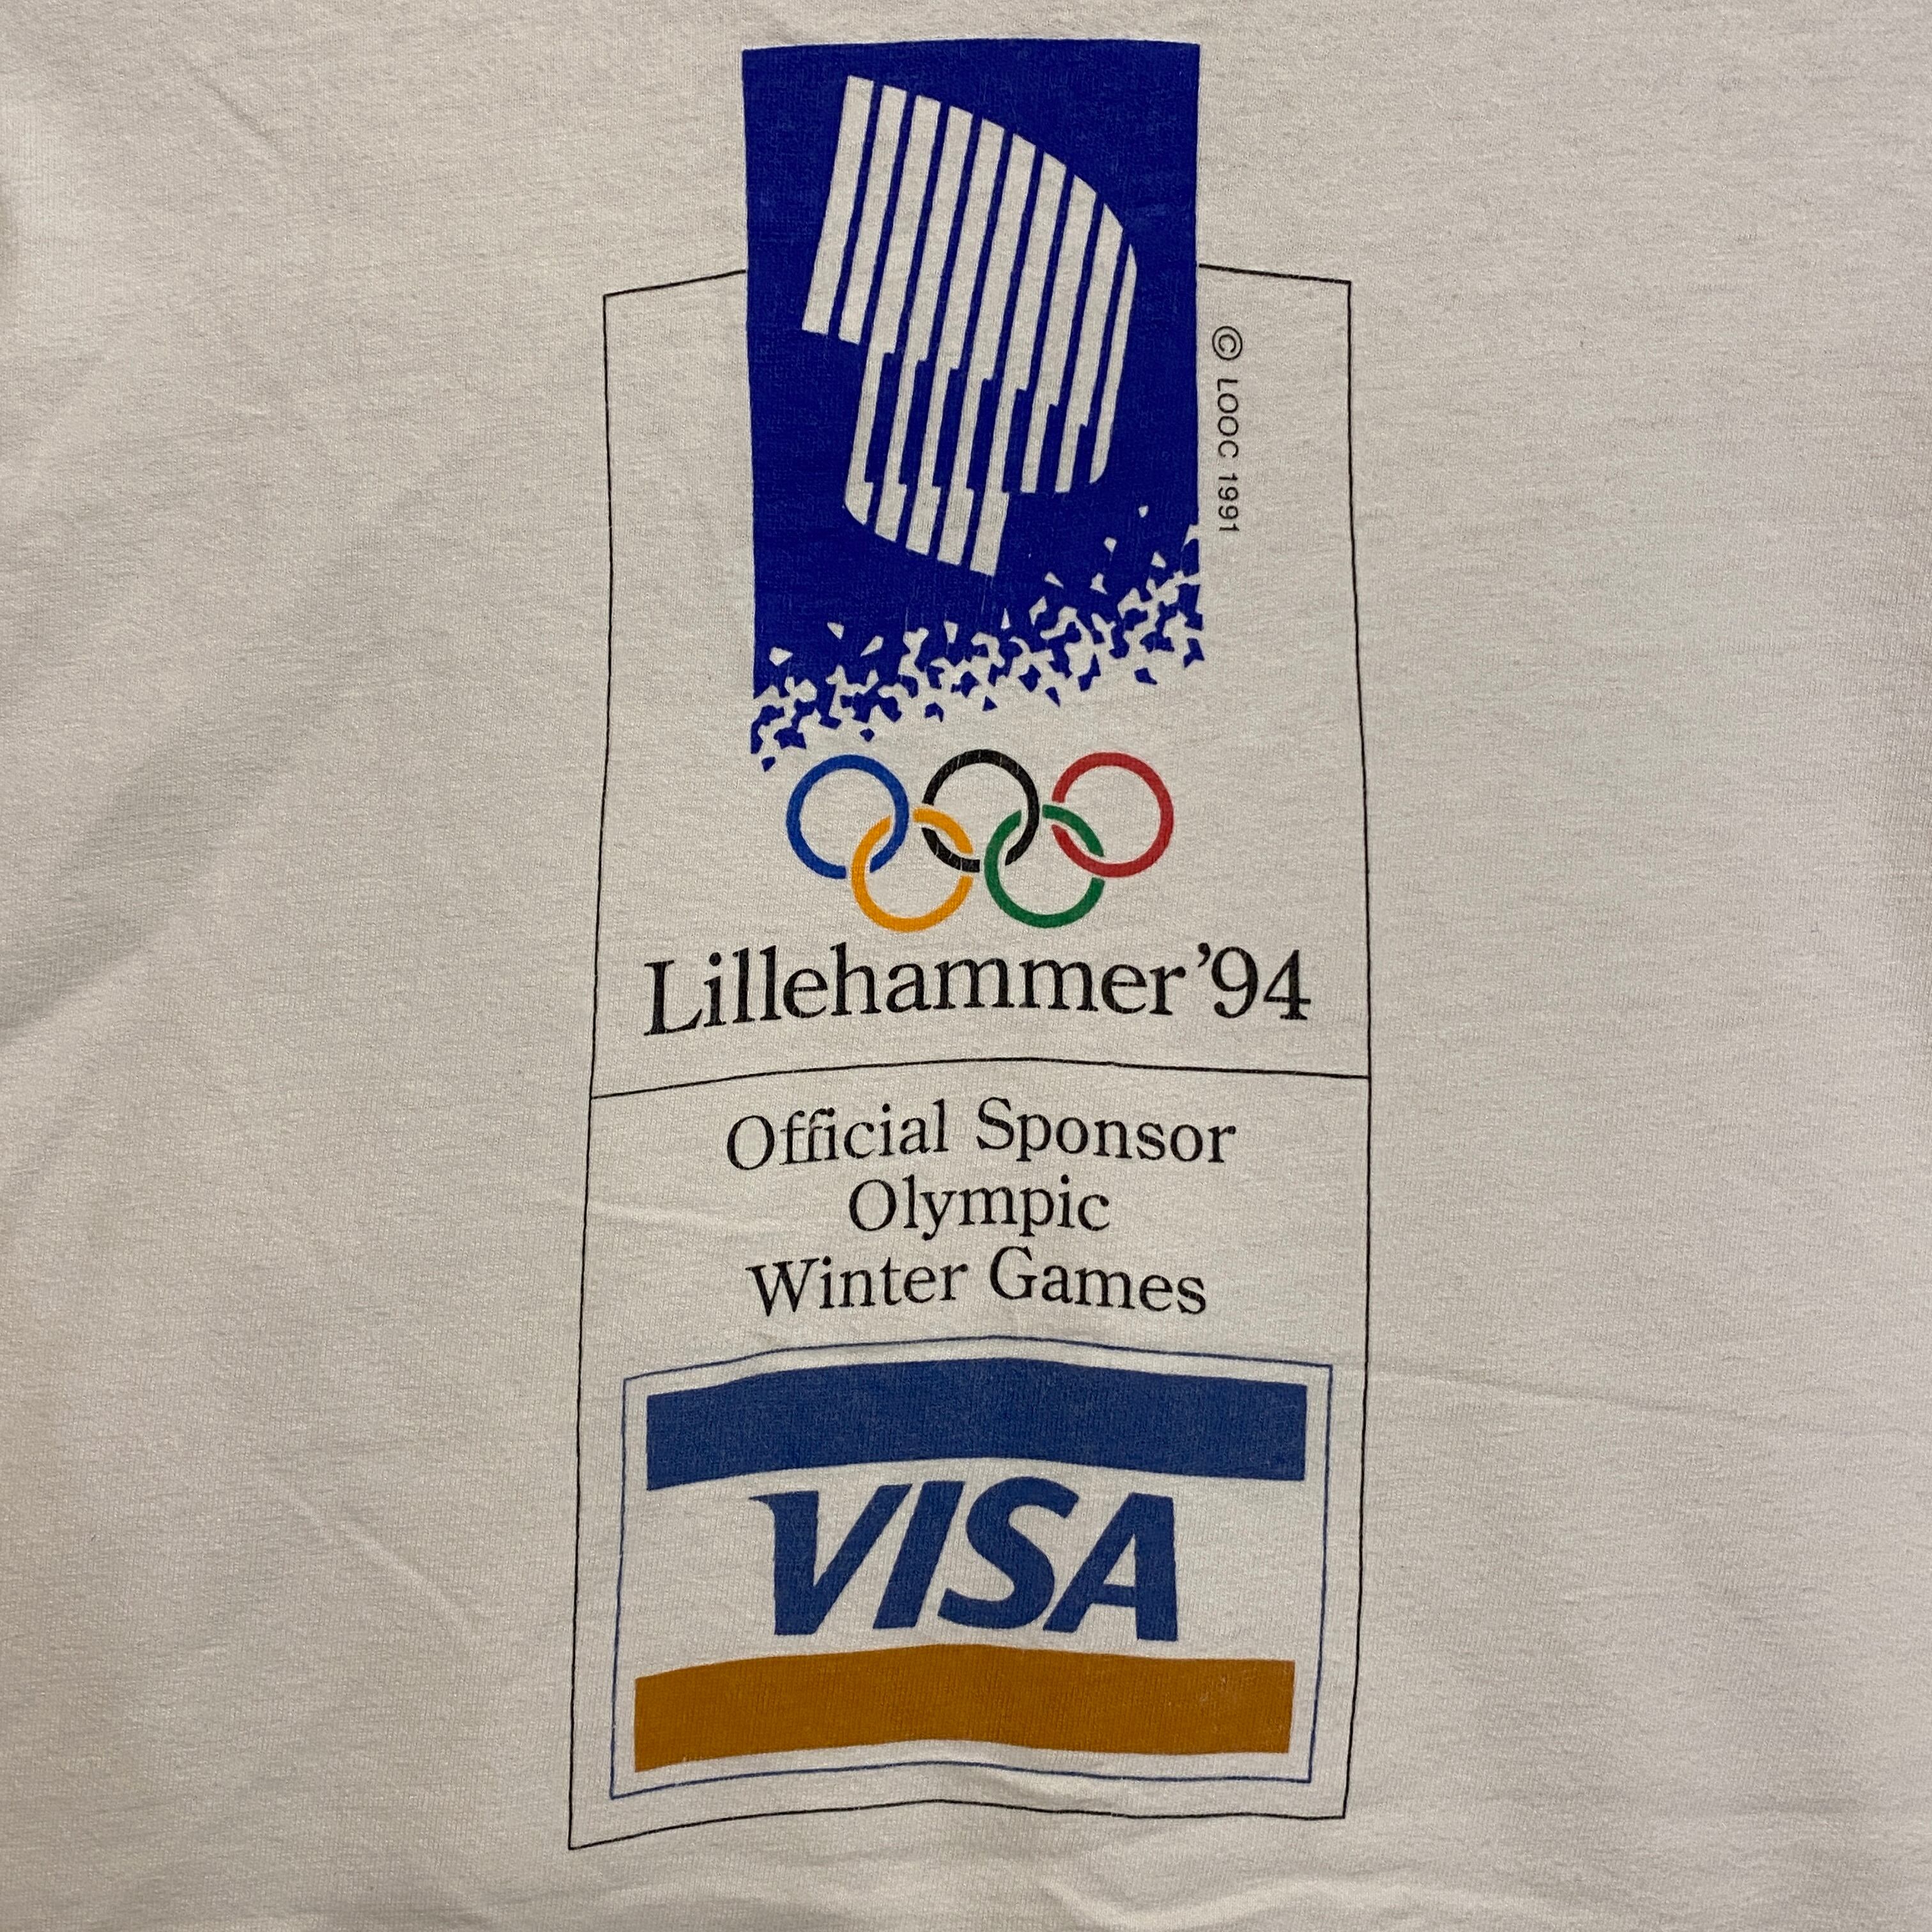 © LOOC 1991
Lillehammer '94
Official Sponsor
Olympic
Winter Games
VISA